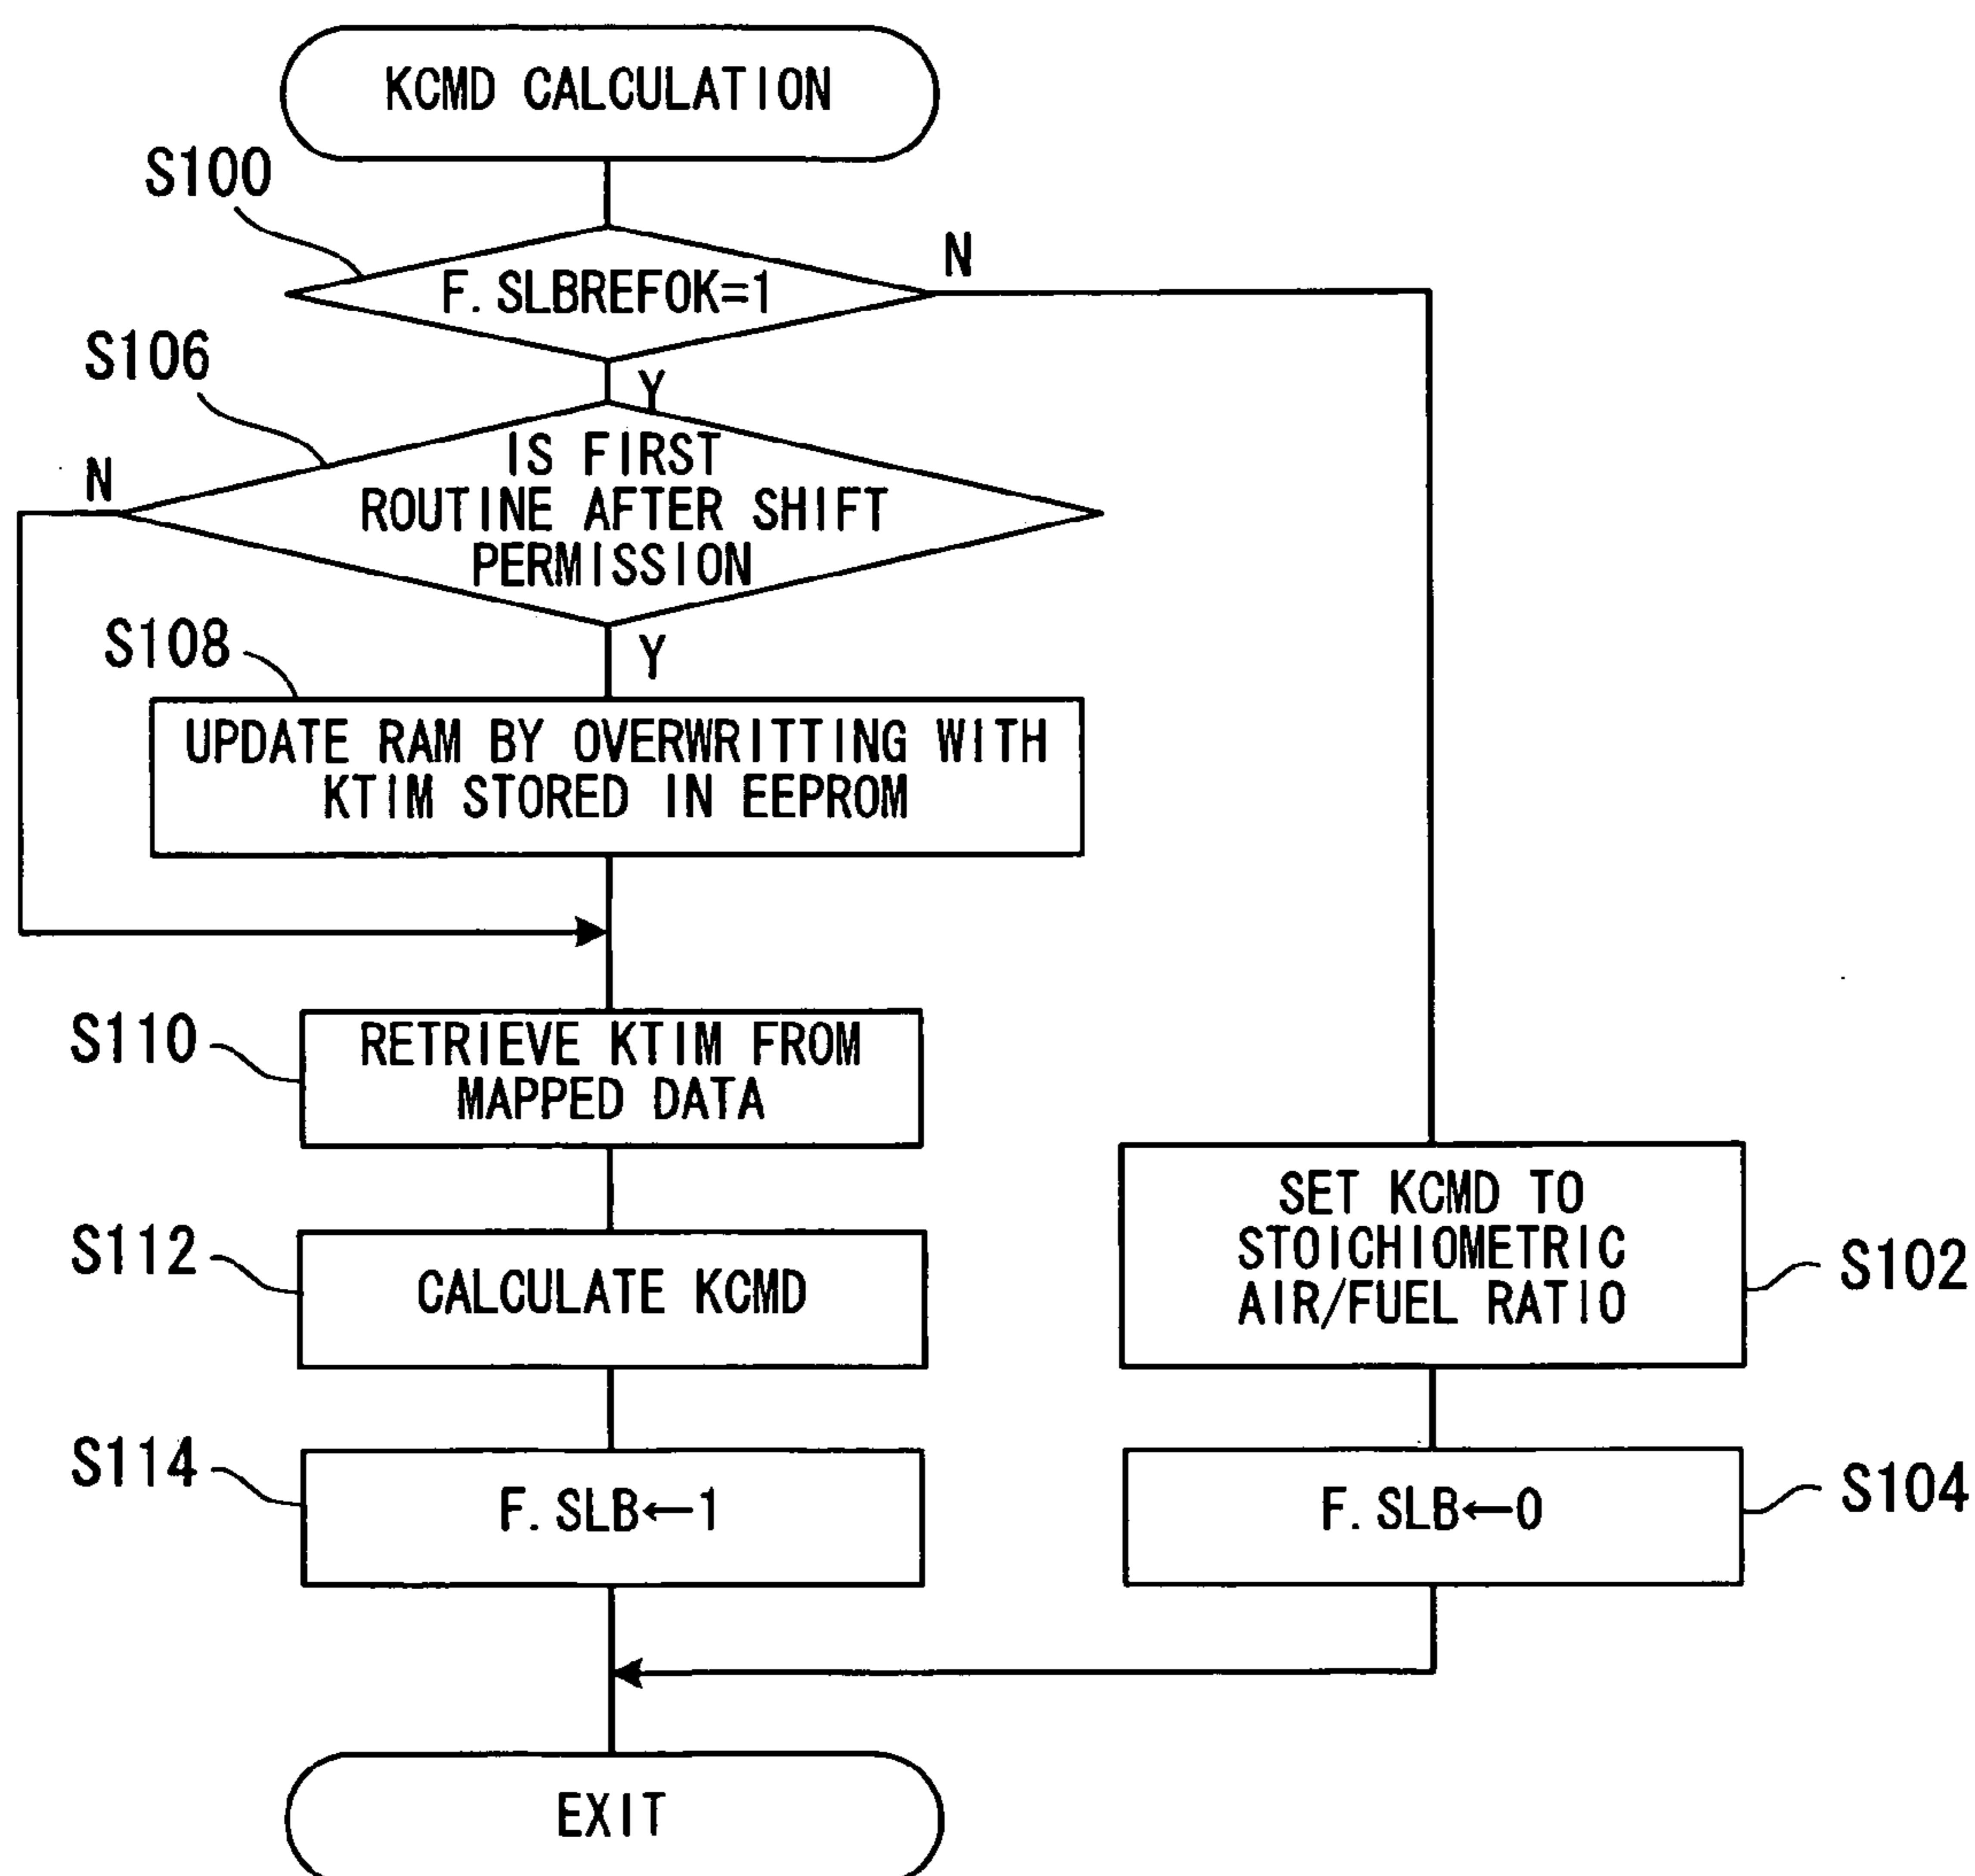 KCMD CALCULATION
S100
F.SLBREFOK=1
N
Y
S106
IS FIRST
ROUTINE AFTER SHIFT
PERMISSION
N
Y
S108
UPDATE RAM BY OVERWRITTING WITH
KTIM STORED IN EEPROM
S110
RETRIEVE KTIM FROM
MAPPED DATA
S112
CALCULATE KCMD
S114
F.SLB←1
SET KCMD TO
STOICHIOMETRIC
AIR/FUEL RATIO
S102
F.SLB←0
S104
EXIT